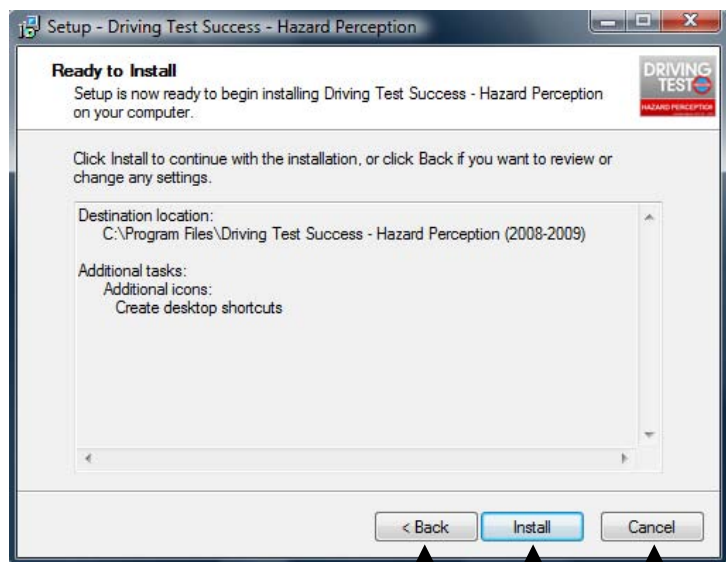 Setup - Driving Test Success - Hazard Perception
Ready to Install
Setup is now ready to begin installing Driving Test Success - Hazard Perception
on your computer.
DRIVING
TEST
HAZARD PERCEPTION
Click Install to continue with the installation, or click Back if you want to review or
change any settings.
Destination location:
C:\Program Files\Driving Test Success - Hazard Perception (2008-2009)
Additional tasks:
Additional icons:
Create desktop shortcuts
< Back
Install
Cancel